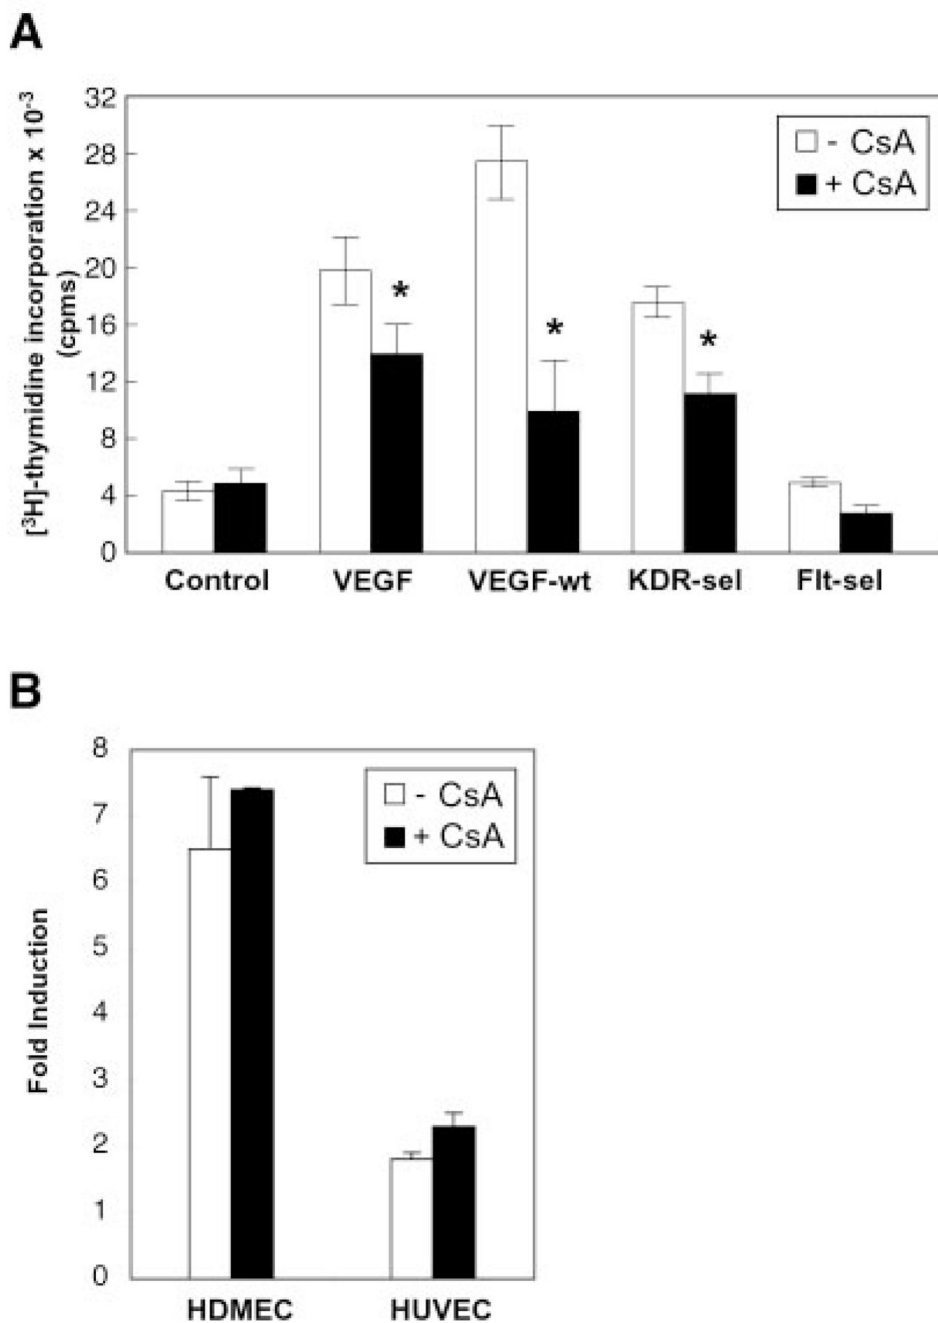 A
[³H]-thymidine incorporation x 10⁻³
(cpms)
32
28
24
20
16
12
8
4
0
- CsA
+ CsA
*
*
*
Control VEGF VEGF-wt KDR-sel Flt-sel
B
Fold Induction
8
7
6
5
4
3
2
1
0
- CsA
+ CsA
HDMEC HUVEC